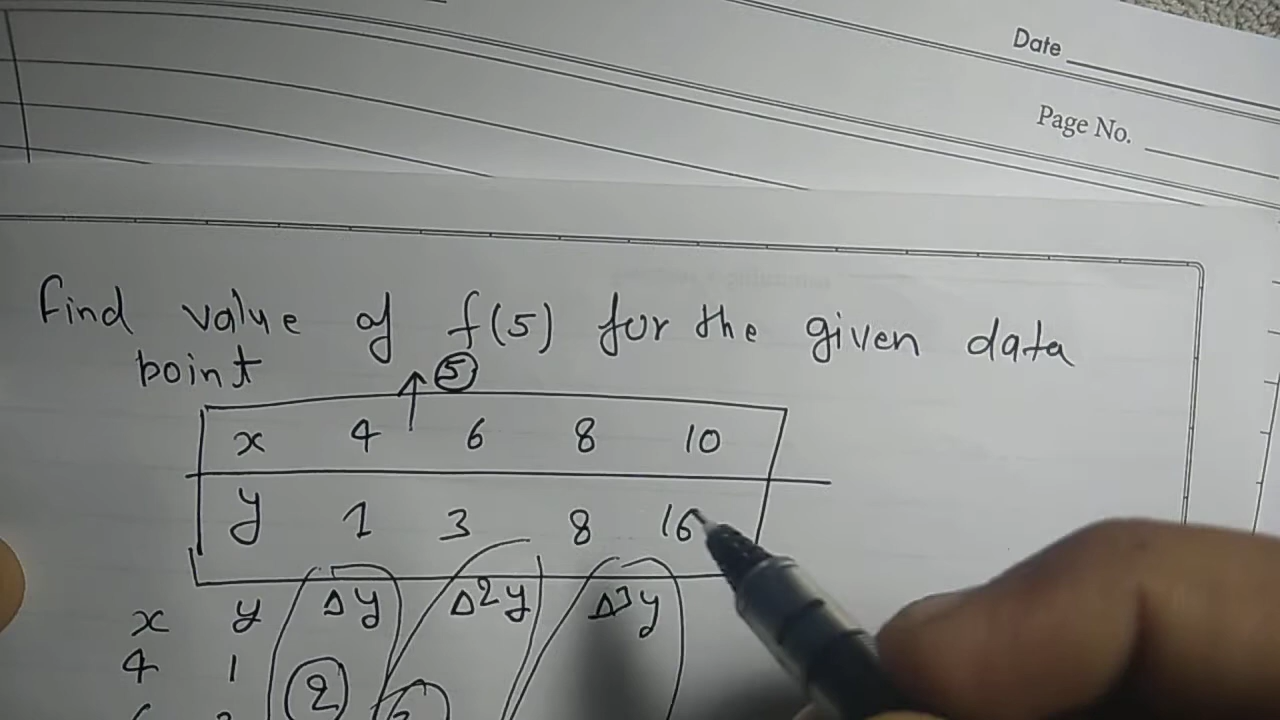 Date
Page No.
Find value of f(5) for the given data
point ↑ 5
x 4 6 8 10
y 1 3 8 16
x y Δy Δ2y Δ3y
4 1
2